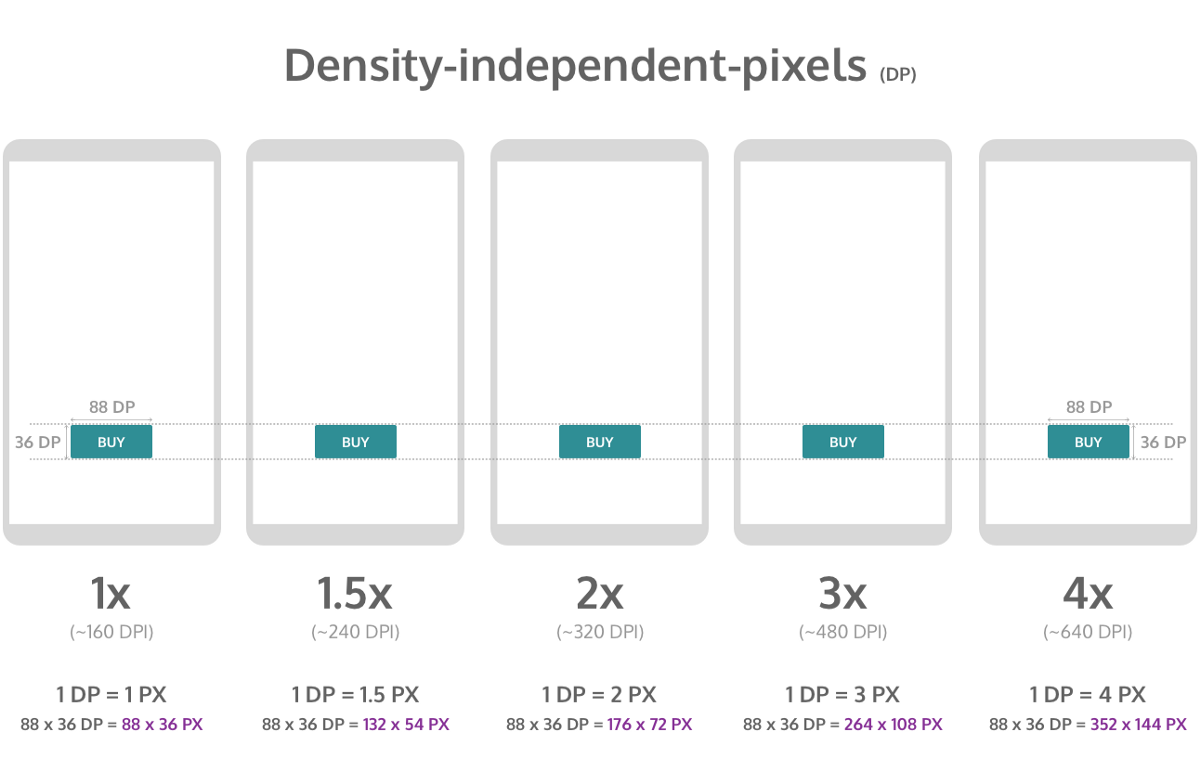 Density-independent-pixels (DP)
88 DP
88 DP
36 DP
BUY
BUY
BUY
BUY
BUY
36 DP
1x
1.5x
2x
3x
4x
(~160 DPI)
(~240 DPI)
(~320 DPI)
(~480 DPI)
(~640 DPI)
1 DP = 1 PX
1 DP = 1.5 PX
1 DP = 2 PX
1 DP = 3 PX
1 DP = 4 PX
88 x 36 DP = 88 x 36 PX
88 x 36 DP = 132 x 54 PX
88 x 36 DP = 176 x 72 PX
88 x 36 DP = 264 x 108 PX
88 x 36 DP = 352 x 144 PX